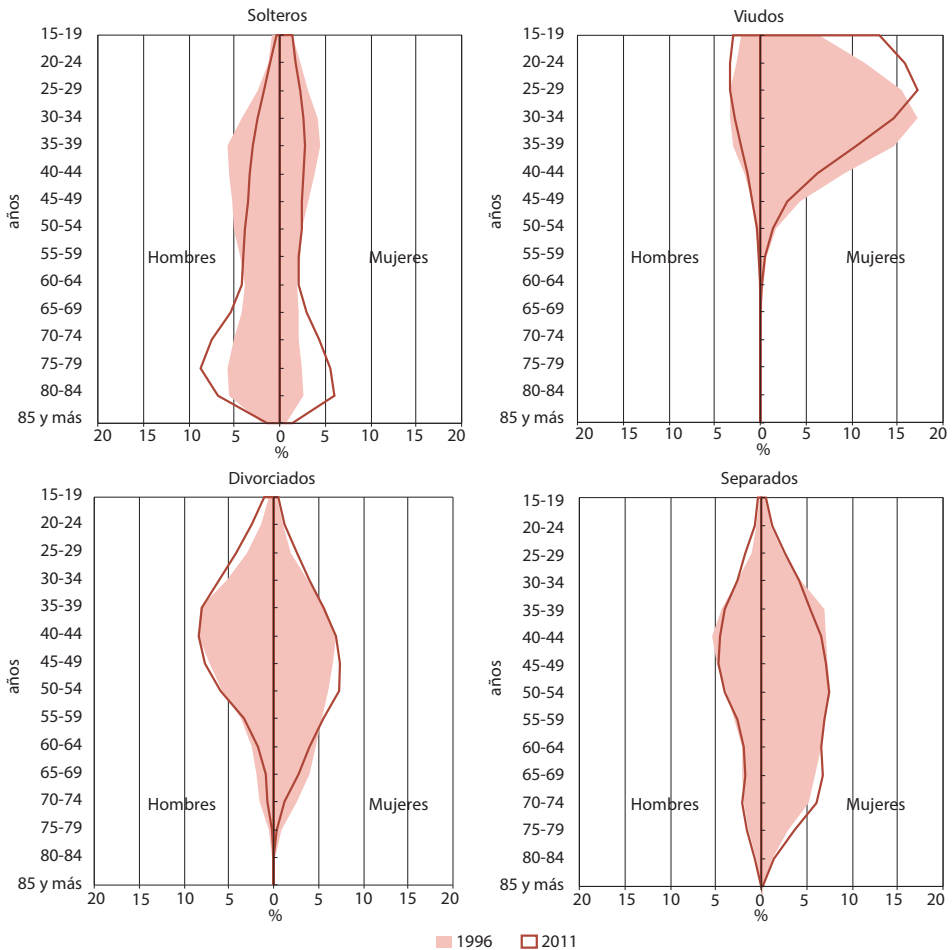 Solteros
15-19
20-24
25-29
30-34
35-39
40-44
45-49
50-54
55-59
60-64
65-69
70-74
75-79
80-84
85 y más
años
Hombres
Mujeres
20 15 10 5 0 5 10 15 20
%
Viudos
15-19
20-24
25-29
30-34
35-39
40-44
45-49
50-54
55-59
60-64
65-69
70-74
75-79
80-84
85 y más
años
Hombres
Mujeres
20 15 10 5 0 5 10 15 20
%
Divorciados
15-19
20-24
25-29
30-34
35-39
40-44
45-49
50-54
55-59
60-64
65-69
70-74
75-79
80-84
85 y más
años
Hombres
Mujeres
20 15 10 5 0 5 10 15 20
%
Separados
15-19
20-24
25-29
30-34
35-39
40-44
45-49
50-54
55-59
60-64
65-69
70-74
75-79
80-84
85 y más
años
Hombres
Mujeres
20 15 10 5 0 5 10 15 20
%
1996 2011